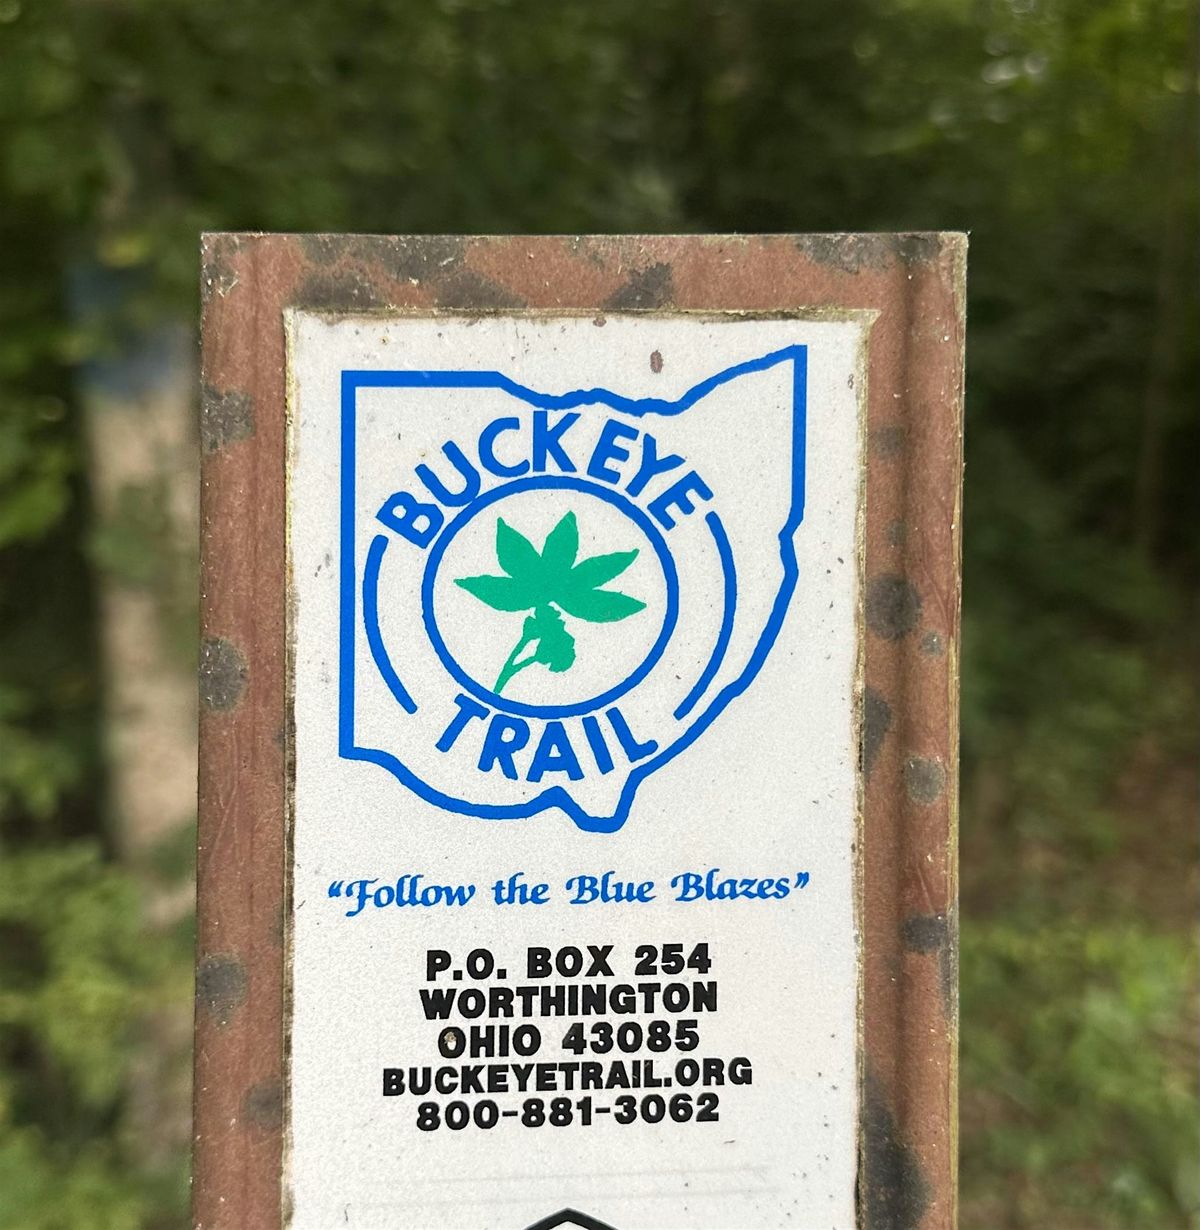 BUCKEYE
TRAIL
“Follow the Blue Blazes”
P.O. BOX 254
WORTHINGTON
OHIO 43085
BUCKEYETRAIL.ORG
800-881-3062